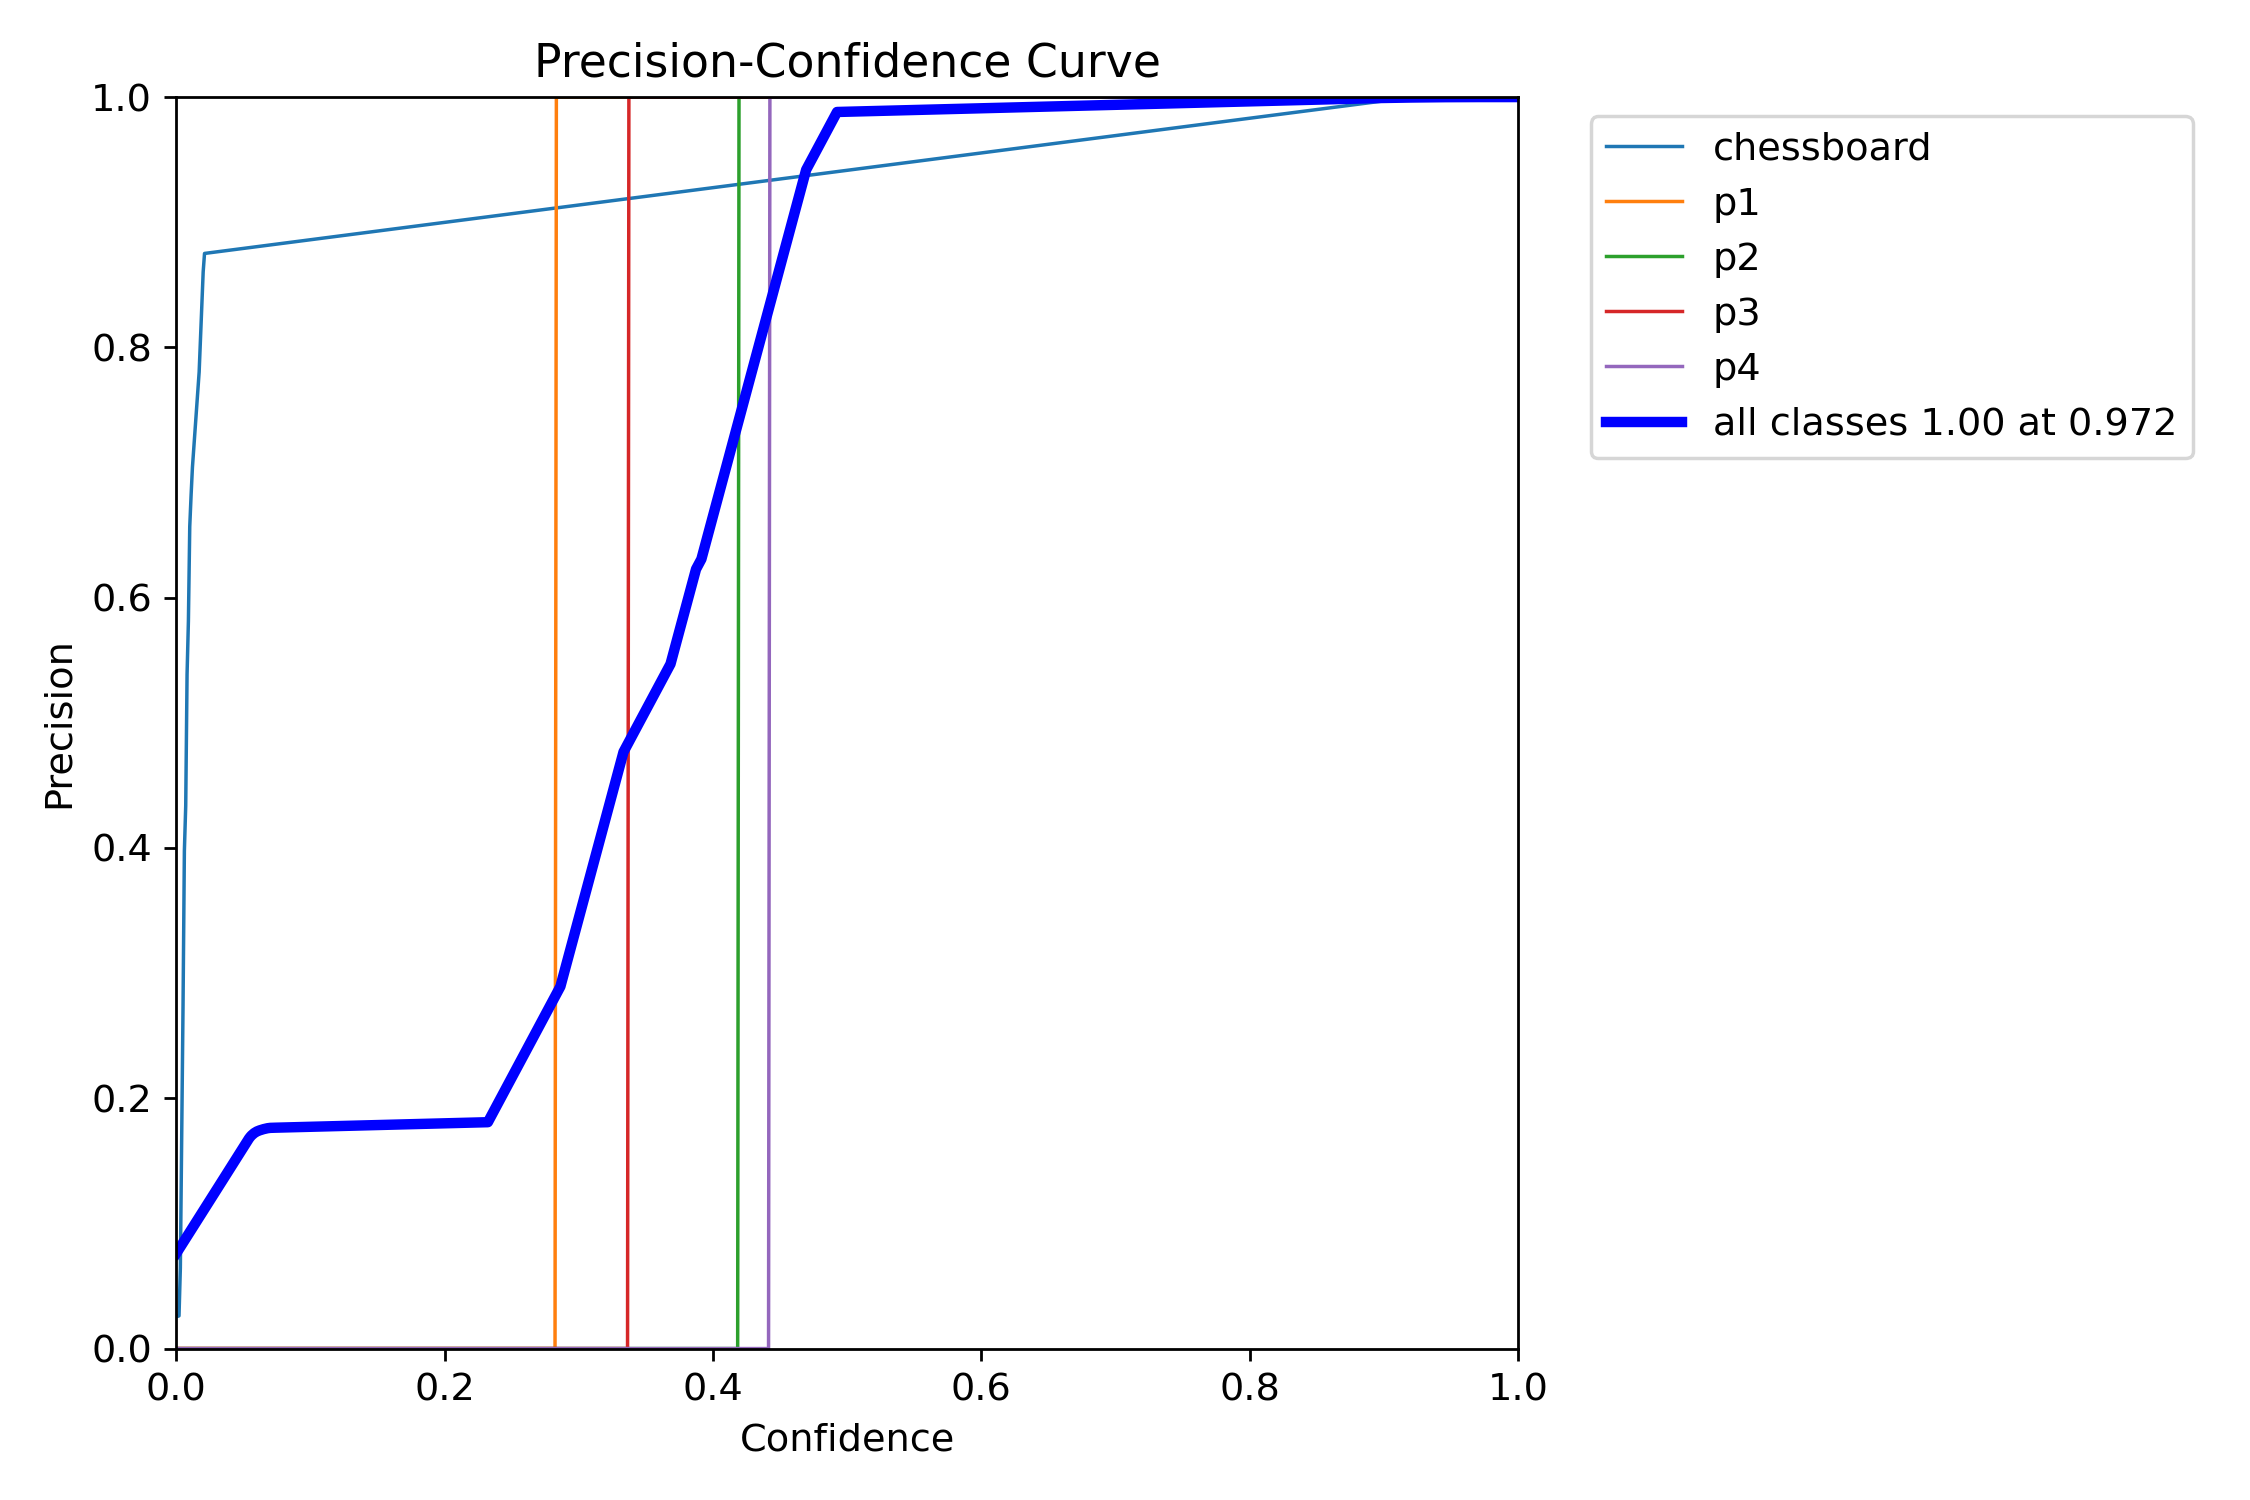 Precision-Confidence Curve
1.0
0.8
0.6
0.4
0.2
0.0
Precision
0.0 0.2 0.4 0.6 0.8 1.0
Confidence
chessboard
p1
p2
p3
p4
all classes 1.00 at 0.972